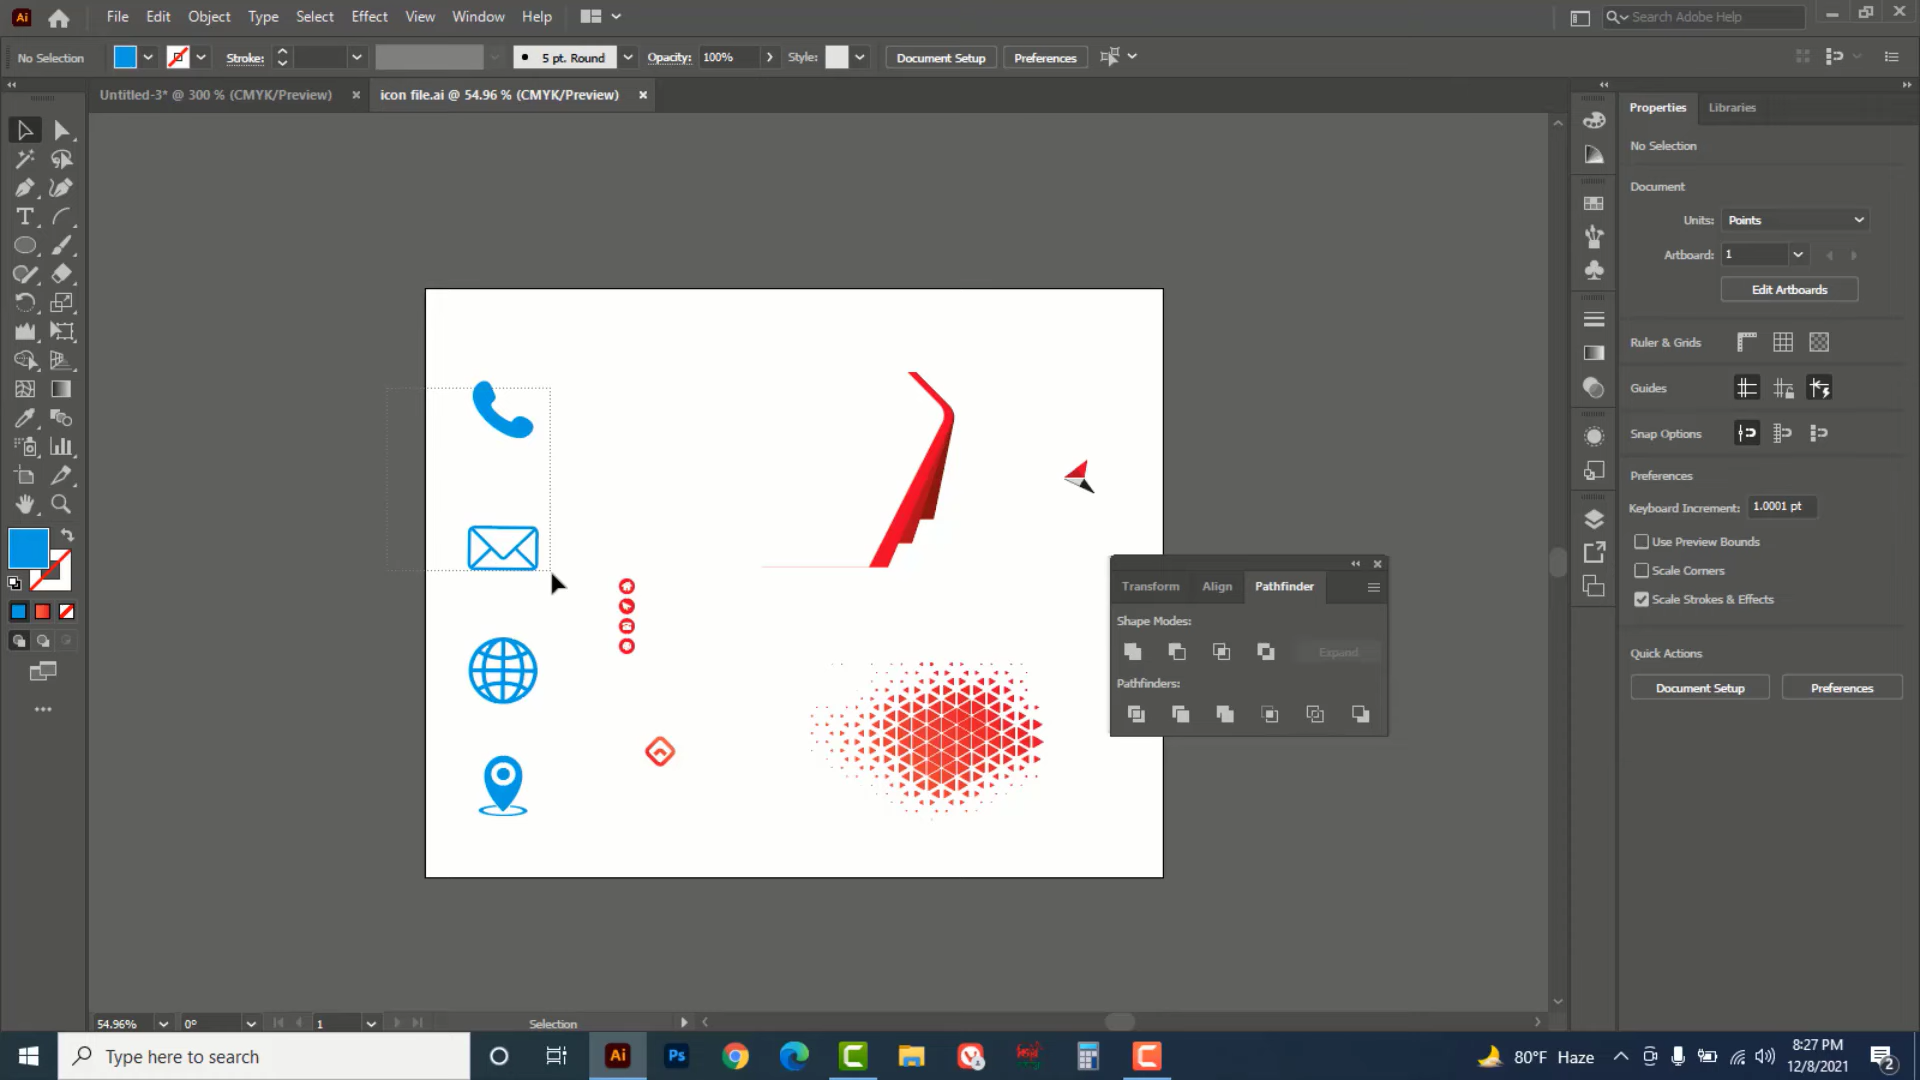 Ai File Edit Object Type Select Effect View Window Help Search Adobe Help
No Selection Stroke: 5 pt. Round Opacity: 100% Style: Document Setup Preferences
Untitled-3* @ 300 % (CMYK/Preview) icon file.ai @ 54.96 % (CMYK/Preview)
Properties Libraries
No Selection
Document
Units: Points
Artboard: 1
Edit Artboards
Ruler & Grids
Guides
Snap Options
Preferences
Keyboard Increment: 1.0001 pt
Use Preview Bounds
Scale Corners
Scale Strokes & Effects
Quick Actions
Document Setup Preferences
Transform Align Pathfinder
Shape Modes:
Expand
Pathfinders:
54.96% 0° 1 Selection
Type here to search Ai Ps 80°F Haze 8:27 PM
12/8/2021 2